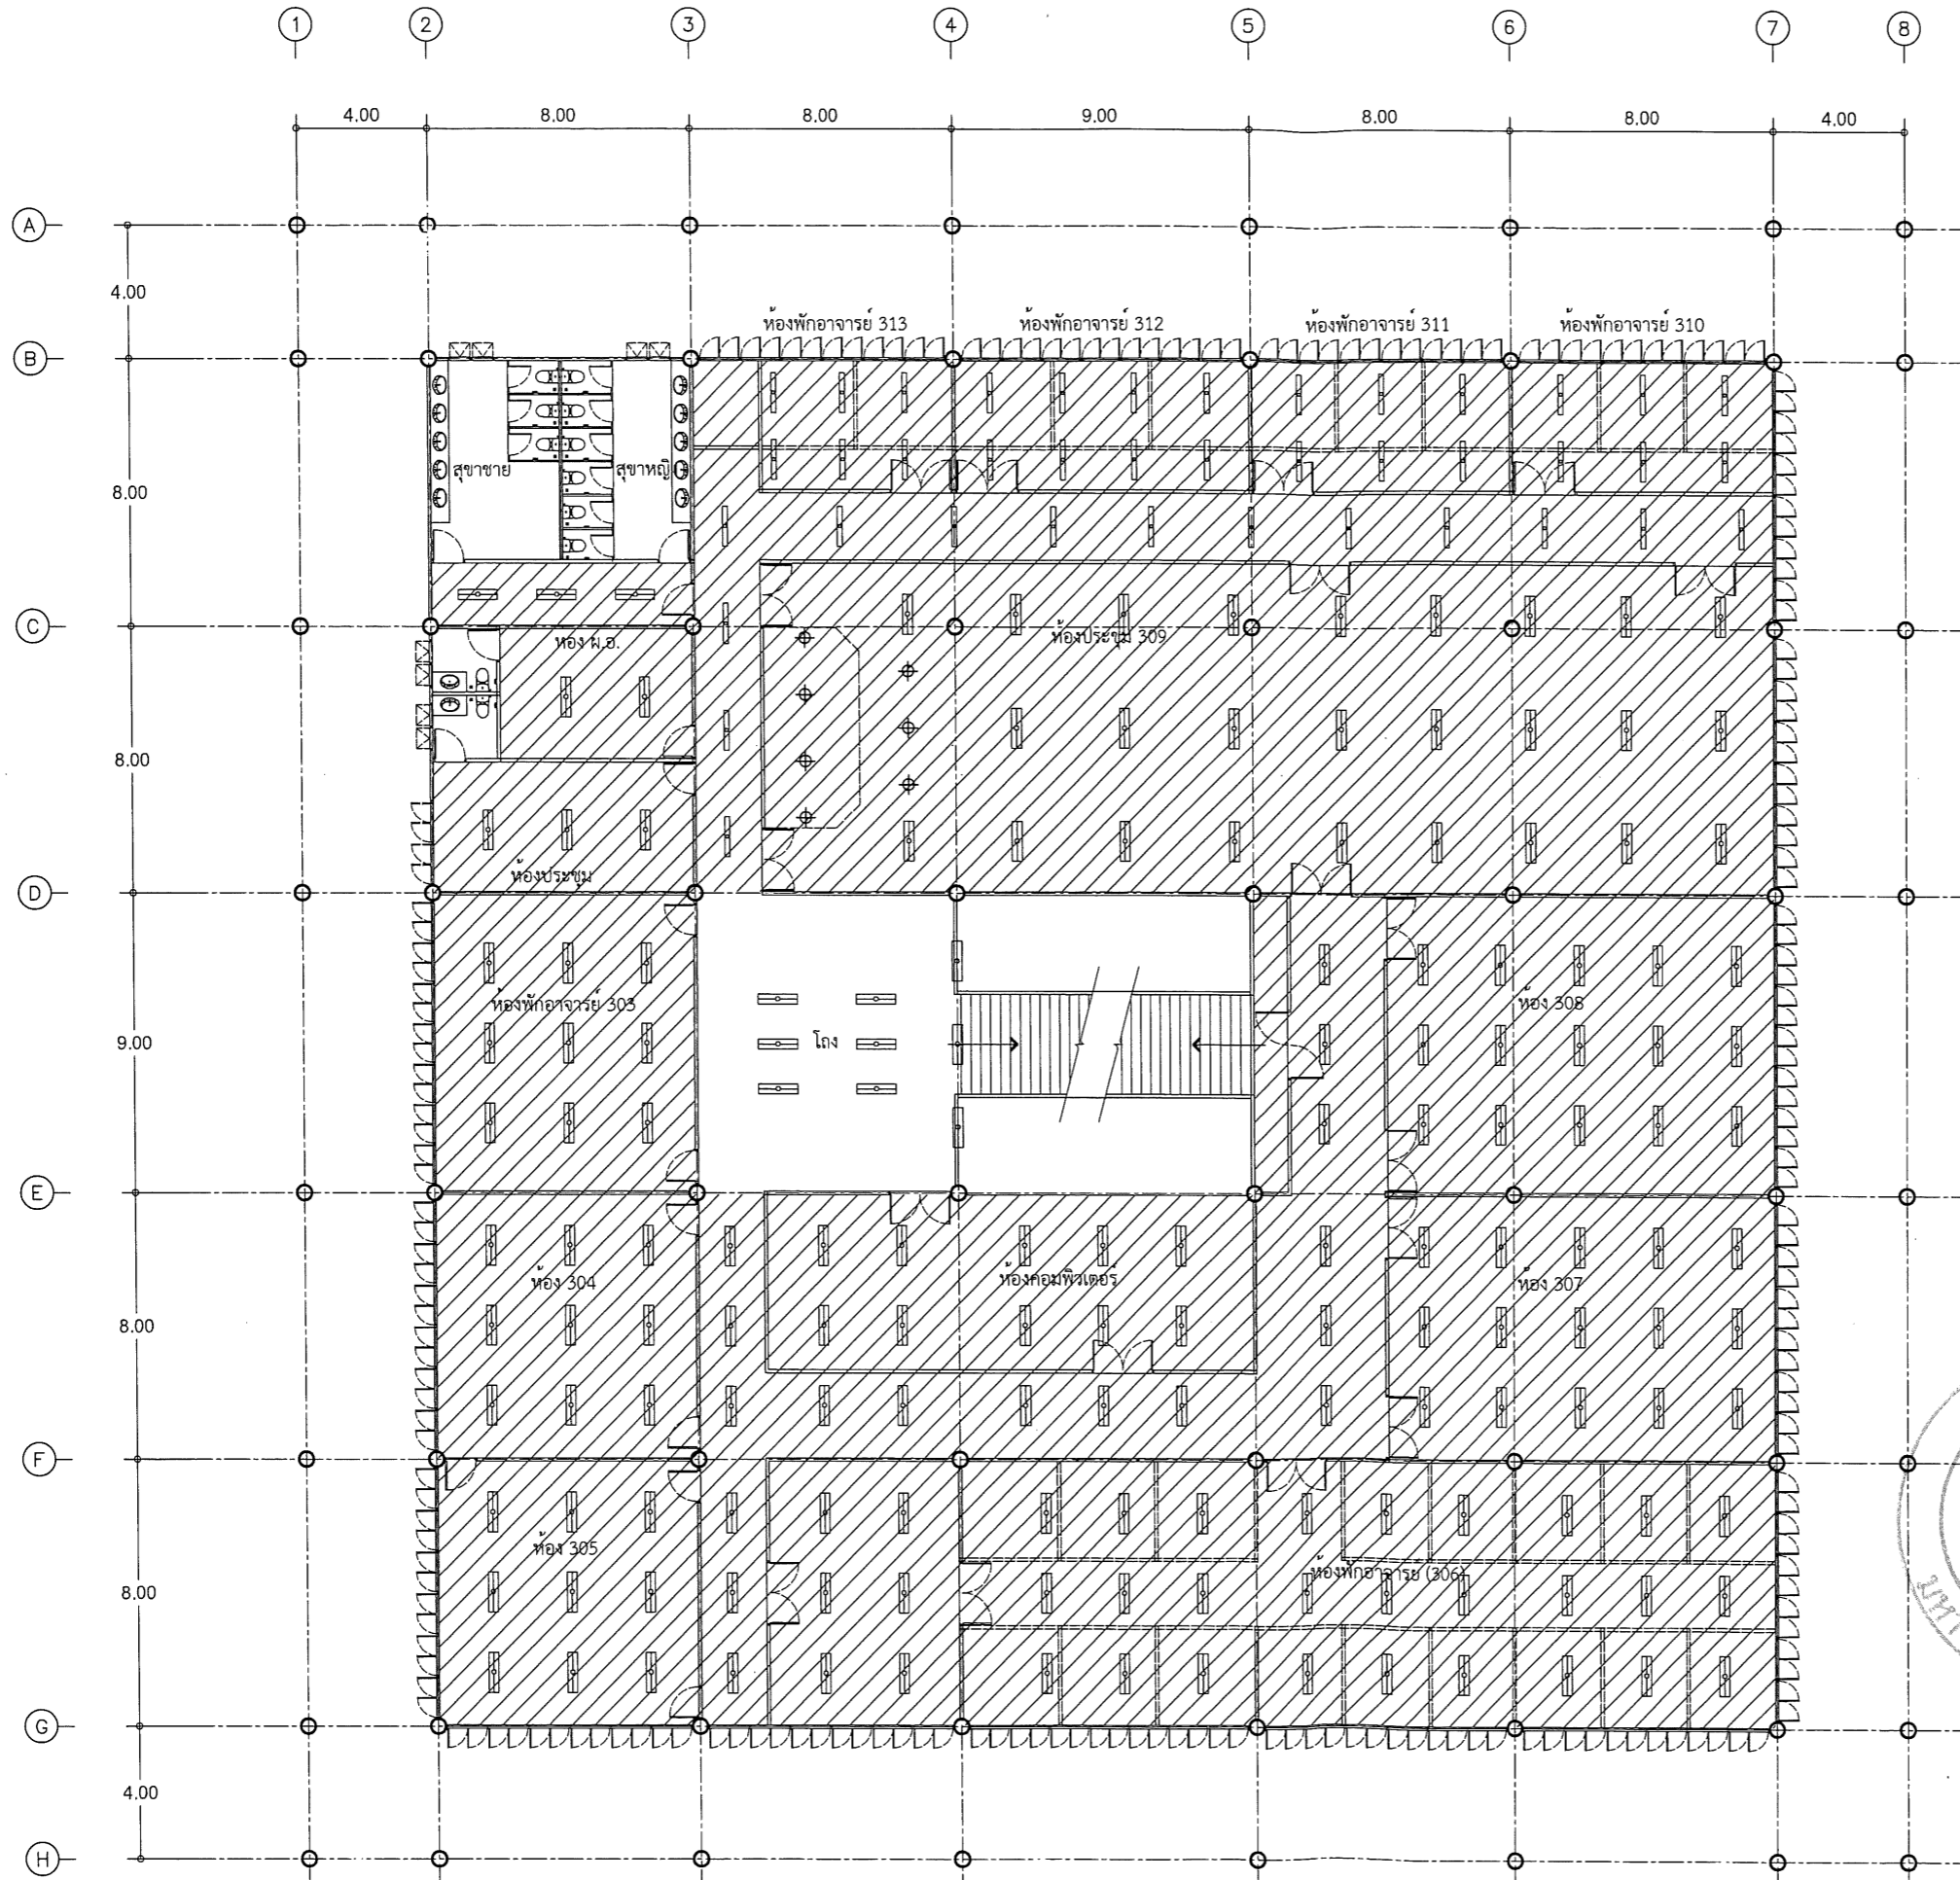 1 2 3 4 5 6 7 8
4.00 8.00 8.00 9.00 8.00 8.00 4.00
A
4.00
ห้องพักอาจารย์ 313 ห้องพักอาจารย์ 312 ห้องพักอาจารย์ 311 ห้องพักอาจารย์ 310
B
สุขาชาย สุขาหญิ
8.00
C
ห้อง ผ.อ. ห้องประชุม 309
8.00
ห้องประชุม
D
ห้องพักอาจารย์ 303 ห้อง 308
9.00 โถง
E
ห้อง 304 ห้องคอมพิวเตอร์ ห้อง 307
8.00
F
ห้อง 305
ห้องพักอาจารย์ (306)
8.00
G
4.00
H